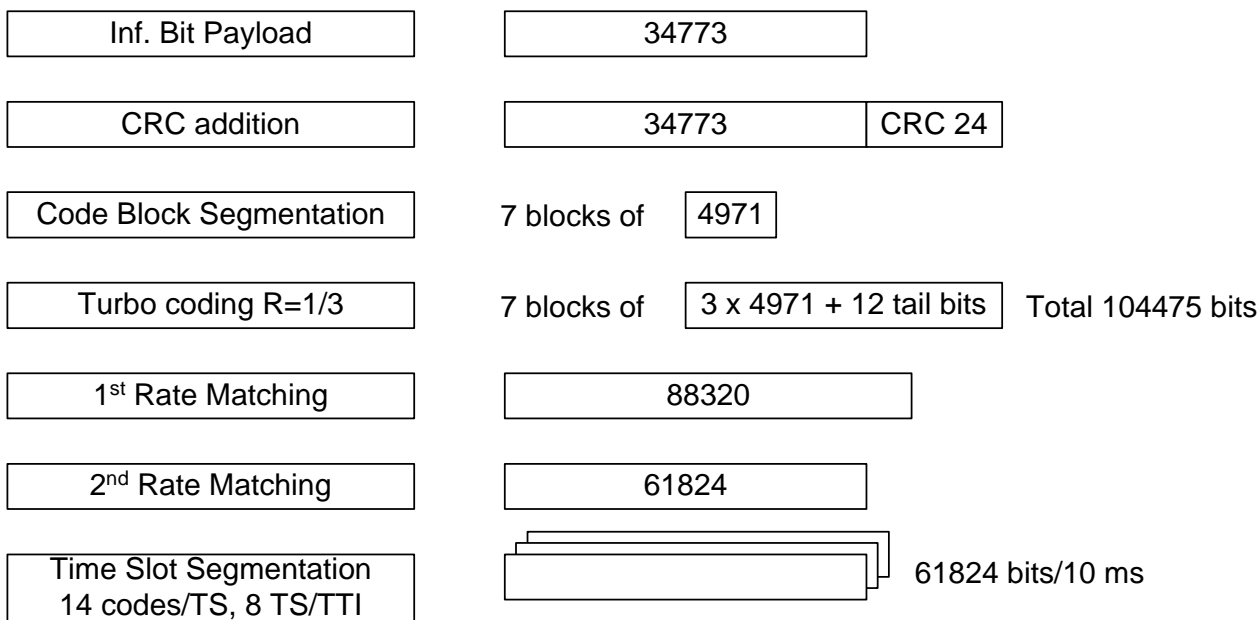 Inf. Bit Payload 34773
CRC addition 34773 CRC 24
Code Block Segmentation 7 blocks of 4971
Turbo coding R=1/3 7 blocks of 3 x 4971 + 12 tail bits Total 104475 bits
1st Rate Matching 88320
2nd Rate Matching 61824
Time Slot Segmentation
14 codes/TS, 8 TS/TTI
61824 bits/10 ms